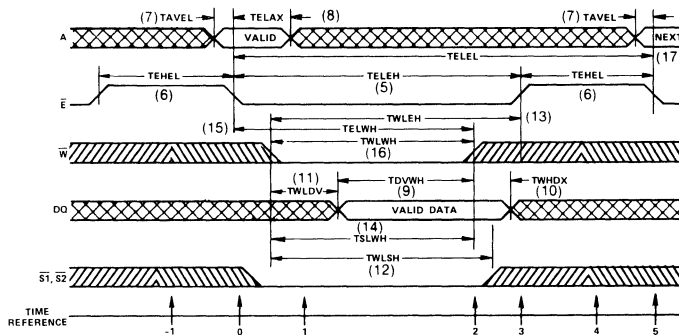 (7) TAVEL TELAX (8) (7) TAVEL
A VALID NEXT
TELEL (17)
TEHEL TELEH TEHEL
(6) (5) (6)
E
TWLEH (13)
(15) TELWH
TWLWH
W (16)
(11) TDVWH TWHDX
TWLDV (9) (10)
DQ VALID DATA
(14)
TSLWH
TWLSH
(12)
S1, S2
TIME
REFERENCE
-1 0 1 2 3 4 5